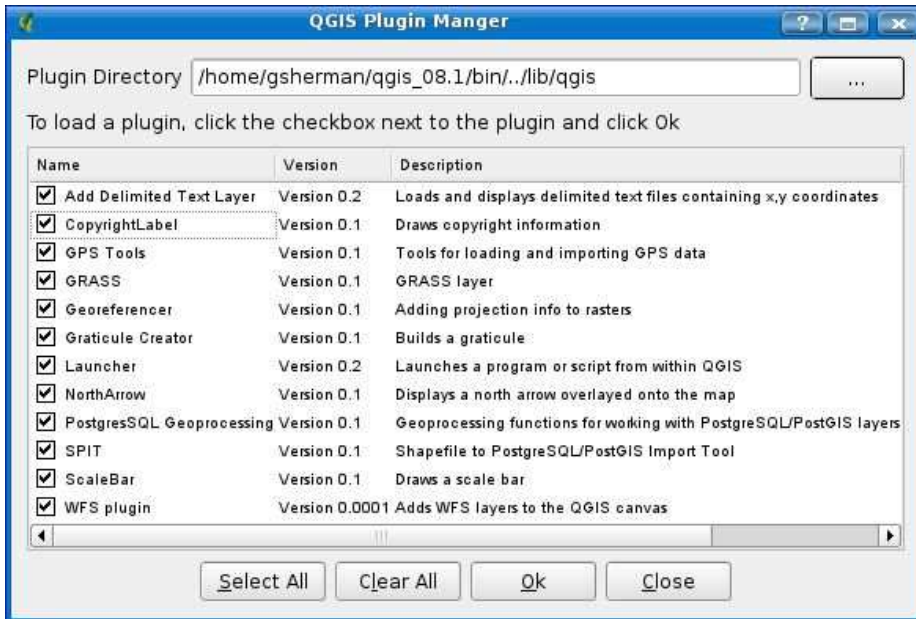 QGIS Plugin Manger
Plugin Directory /home/gsherman/qgis_08.1/bin/../lib/qgis ...
To load a plugin, click the checkbox next to the plugin and click Ok
Name Version Description
Add Delimited Text Layer Version 0.2 Loads and displays delimited text files containing x,y coordinates
CopyrightLabel Version 0.1 Draws copyright information
GPS Tools Version 0.1 Tools for loading and importing GPS data
GRASS Version 0.1 GRASS layer
Georeferencer Version 0.1 Adding projection info to rasters
Graticule Creator Version 0.1 Builds a graticule
Launcher Version 0.2 Launches a program or script from within QGIS
NorthArrow Version 0.1 Displays a north arrow overlayed onto the map
PostgresSQL Geoprocessing Version 0.1 Geoprocessing functions for working with PostgreSQL/PostGIS layers
SPIT Version 0.1 Shapefile to PostgreSQL/PostGIS Import Tool
ScaleBar Version 0.1 Draws a scale bar
WFS plugin Version 0.0001 Adds WFS layers to the QGIS canvas
Select All Clear All Ok Close